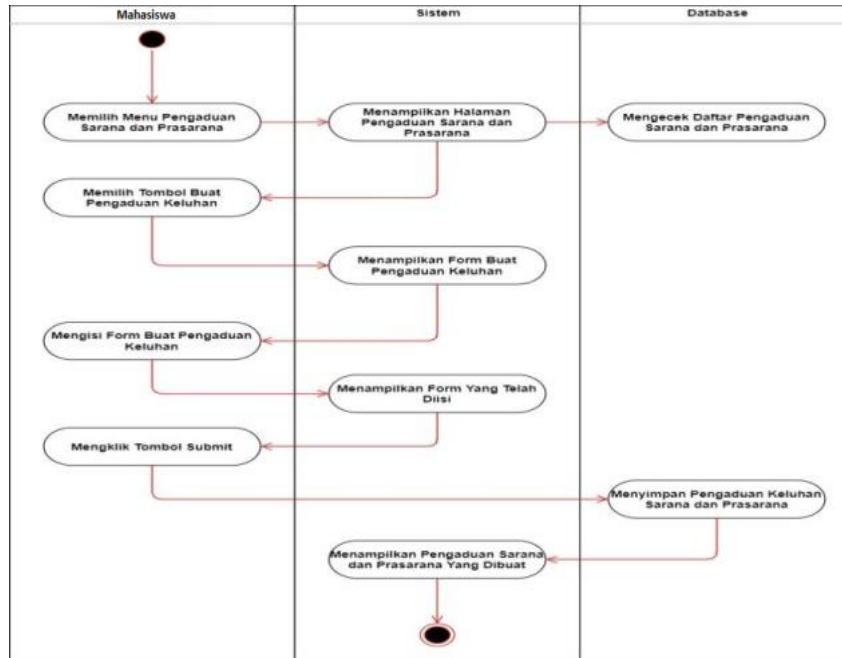 Mahasiswa
Sistem
Database
Memilih Menu Pengaduan
Sarana dan Prasarana
Menampilkan Halaman
Pengaduan Sarana dan
Prasarana
Mengecek Daftar Pengaduan
Sarana dan Prasarana
Memilih Tombol Buat
Pengaduan Keluhan
Menampilkan Form Buat
Pengaduan Keluhan
Mengisi Form Buat Pengaduan
Keluhan
Menampilkan Form Yang Telah
Diisi
Mengklik Tombol Submit
Menyimpan Pengaduan Keluhan
Sarana dan Prasarana
Menampilkan Pengaduan Sarana
dan Prasarana Yang Dibuat